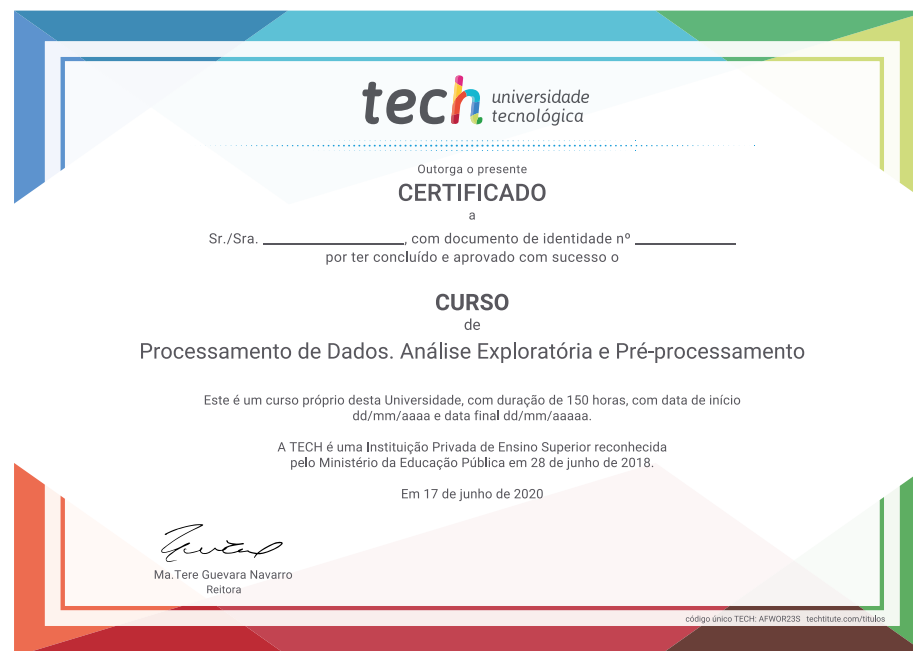 tech universidade
tecnológica
Outorga o presente
CERTIFICADO
a
Sr./Sra. ____________________, com documento de identidade nº ______________
por ter concluído e aprovado com sucesso o
CURSO
de
Processamento de Dados. Análise Exploratória e Pré-processamento
Este é um curso próprio desta Universidade, com duração de 150 horas, com data de início
dd/mm/aaaa e data final dd/mm/aaaaa.
A TECH é uma Instituição Privada de Ensino Superior reconhecida
pelo Ministério da Educação Pública em 28 de junho de 2018.
Em 17 de junho de 2020
Ma.Tere Guevara Navarro
Reitora
código único TECH: AFWOR23S techtitute.com/titulos